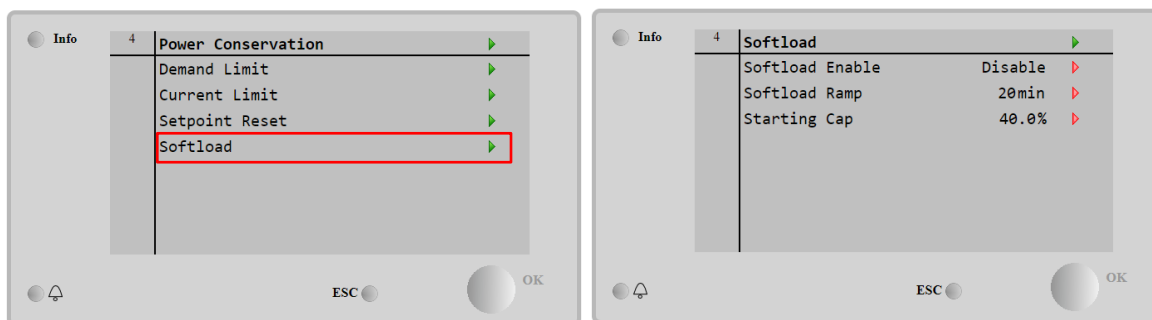 Info
4 Power Conservation
Demand Limit
Current Limit
Setpoint Reset
Softload
ESC
OK
Info
4 Softload
Softload Enable Disable
Softload Ramp 20min
Starting Cap 40.0%
ESC
OK